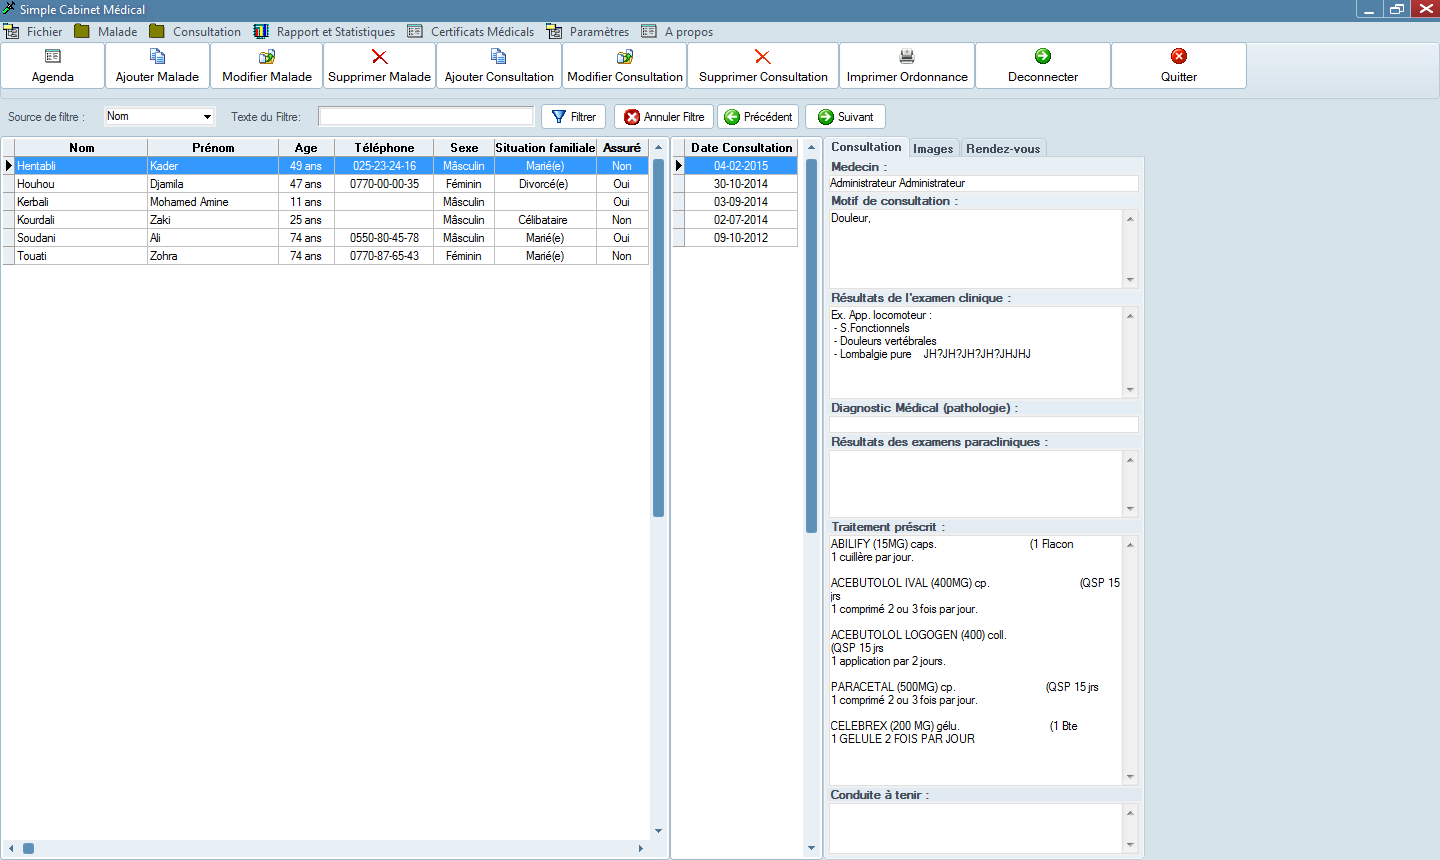 Simple Cabinet Médical
Fichier Malade Consultation Rapport et Statistiques Certificats Médicals Paramètres A propos
Agenda Ajouter Malade Modifier Malade Supprimer Malade Ajouter Consultation Modifier Consultation Supprimer Consultation Imprimer Ordonnance Deconnecter Quitter
Source de filtre : Nom Texte du Filtre: Filtrer Annuler Filtre Précédent Suivant
Nom Prénom Age Téléphone Sexe Situation familiale Assuré
Hentabli Kader 49 ans 025-23-24-16 Mâsculin Marié(e) Non
Houhou Djamila 47 ans 0770-00-00-35 Féminin Divorcé(e) Oui
Kerbali Mohamed Amine 11 ans Mâsculin Oui
Kourdali Zaki 25 ans Mâsculin Célibataire Non
Soudani Ali 74 ans 0550-80-45-78 Mâsculin Marié(e) Oui
Touati Zohra 74 ans 0770-87-65-43 Féminin Marié(e) Non
Date Consultation
04-02-2015
30-10-2014
03-09-2014
02-07-2014
09-10-2012
Consultation Images Rendez-vous
Medecin :
Administrateur Administrateur
Motif de consultation :
Douleur,
Résultats de l'examen clinique :
Ex. App. locomoteur :
- S.Fonctionnels
- Douleurs vertébrales
- Lombalgie pure JH?JH?JH?JH?JHJHJ
Diagnostic Médical (pathologie) :
Résultats des examens paracliniques :
Traitement préscrit :
ABILIFY (15MG) caps. (1 Flacon
1 cuillère par jour.
ACEBUTOLOL IVAL (400MG) cp. (QSP 15
jrs
1 comprimé 2 ou 3 fois par jour.
ACEBUTOLOL LOGOGEN (400) coll.
(QSP 15 jrs
1 application par 2 jours.
PARACETAL (500MG) cp. (QSP 15 jrs
1 comprimé 2 ou 3 fois par jour.
CELEBREX (200 MG) gélu. (1 Bte
1 GELULE 2 FOIS PAR JOUR
Conduite à tenir :